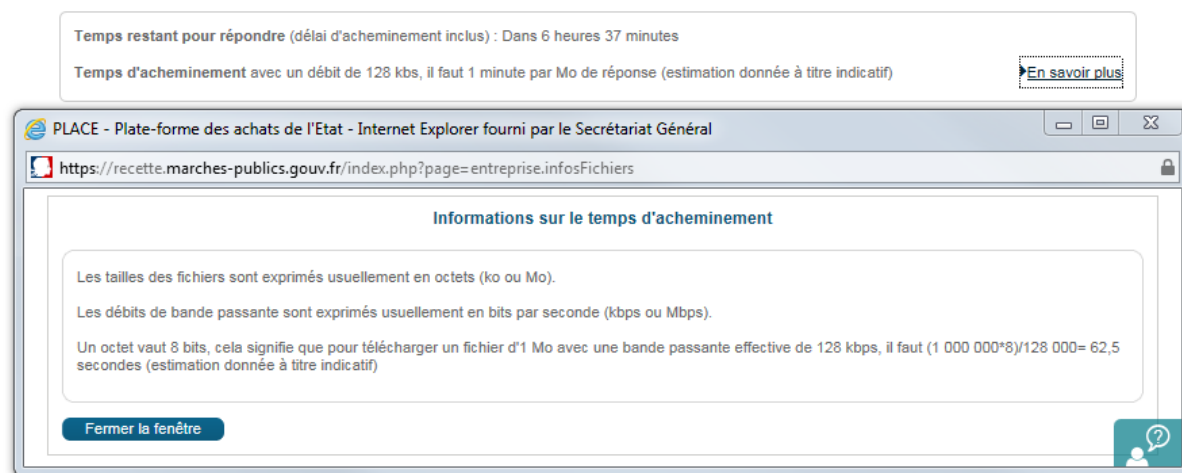 Temps restant pour répondre (délai d'acheminement inclus) : Dans 6 heures 37 minutes
Temps d'acheminement avec un débit de 128 kbs, il faut 1 minute par Mo de réponse (estimation donnée à titre indicatif) En savoir plus
PLACE - Plate-forme des achats de l'Etat - Internet Explorer fourni par le Secrétariat Général
https://recette.marches-publics.gouv.fr/index.php?page=entreprise.infosFichiers
Informations sur le temps d'acheminement
Les tailles des fichiers sont exprimés usuellement en octets (ko ou Mo).
Les débits de bande passante sont exprimés usuellement en bits par seconde (kbps ou Mbps).
Un octet vaut 8 bits, cela signifie que pour télécharger un fichier d'1 Mo avec une bande passante effective de 128 kbps, il faut (1 000 000*8)/128 000= 62,5
secondes (estimation donnée à titre indicatif)
Fermer la fenêtre